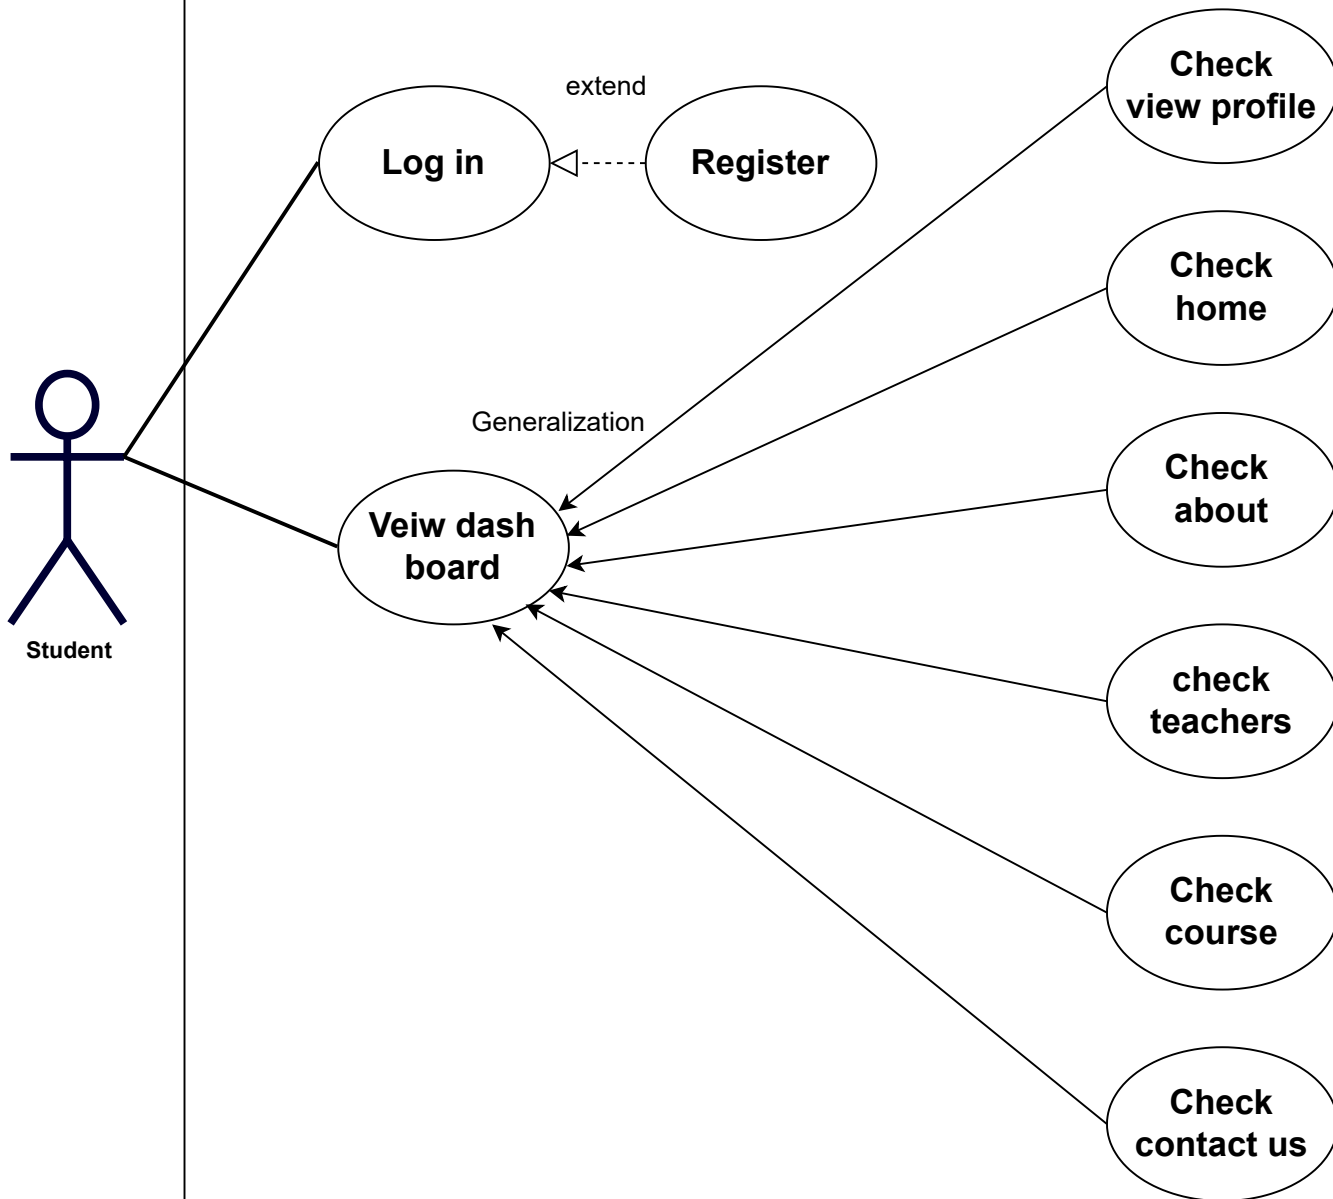 Check
view profile
extend
Log in
Register
Check
home
Generalization
Check
about
Veiw dash
board
Student
check
teachers
Check
course
Check
contact us